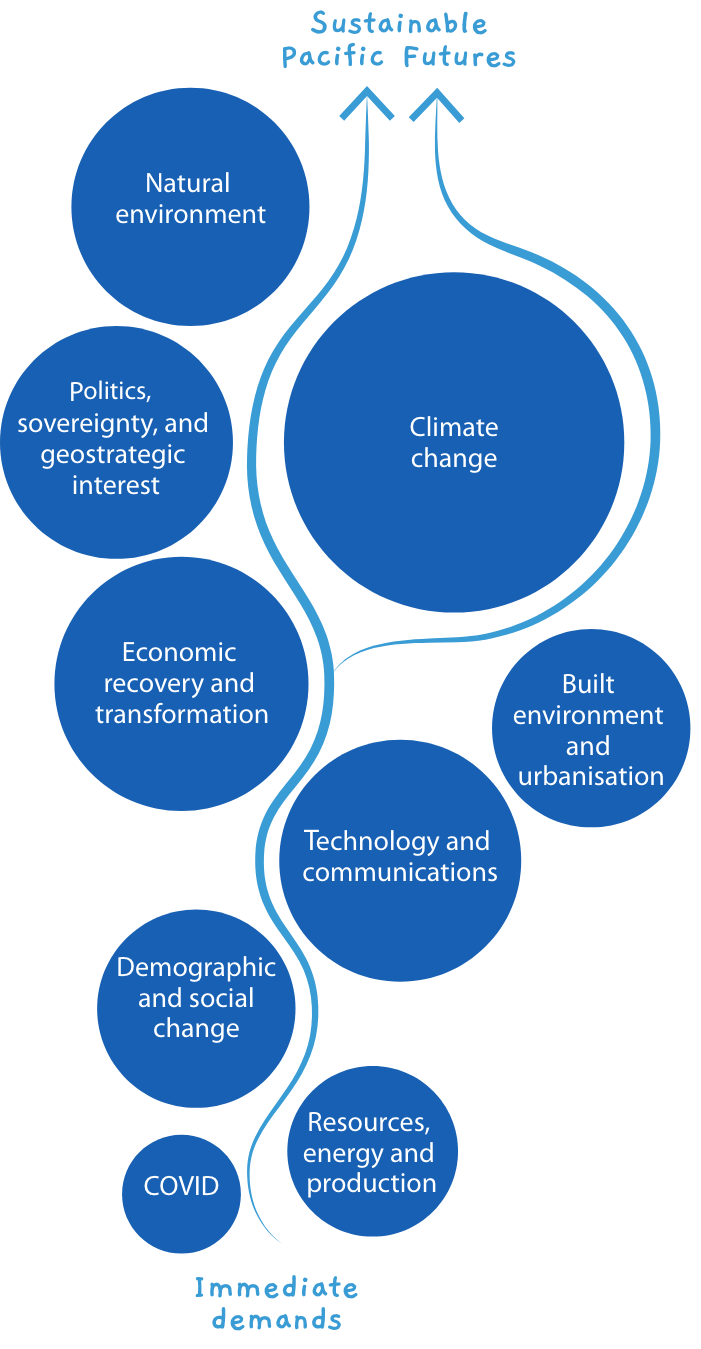 Sustainable
Pacific Futures
Natural
environment
Politics,
sovereignty, and
geostrategic
interest
Climate
change
Economic
recovery and
transformation
Built
environment
and
urbanisation
Technology and
communications
Demographic
and social
change
Resources,
energy and
production
COVID
Immediate
demands